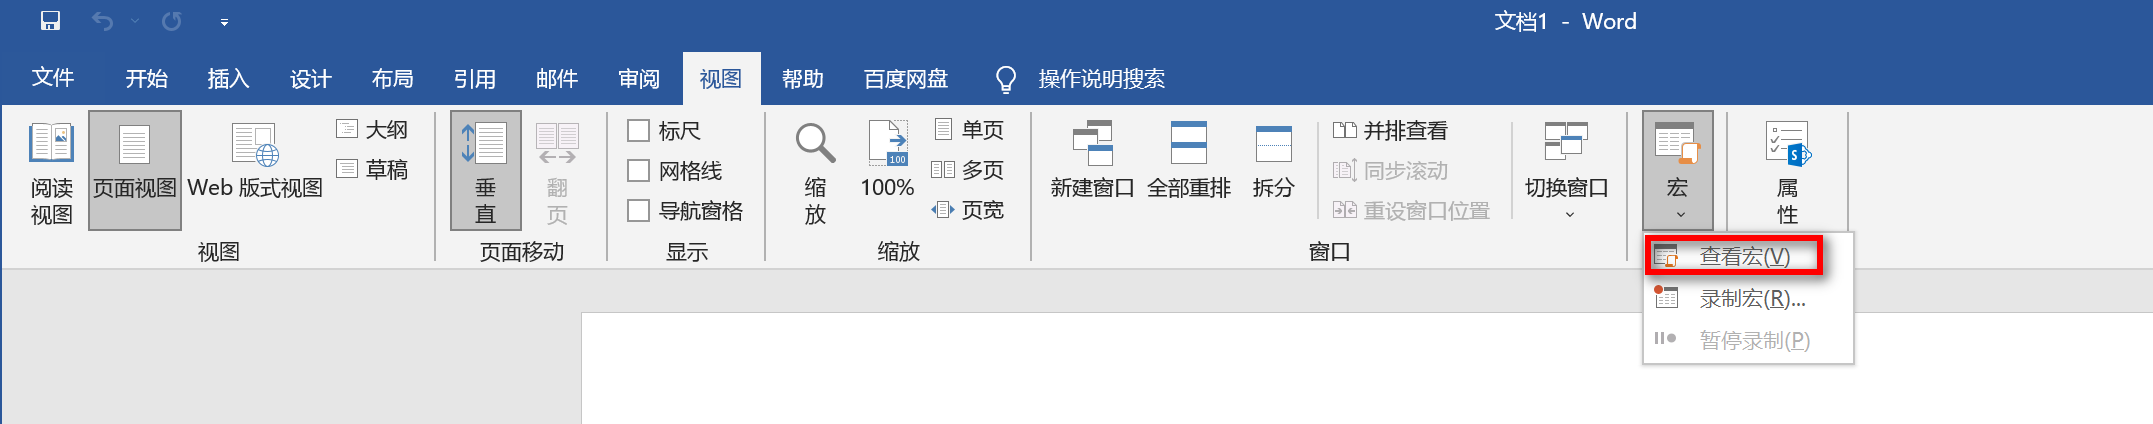 文档1 - Word
文件 开始 插入 设计 布局 引用 邮件 审阅 视图 帮助 百度网盘 操作说明搜索
阅读
视图
页面视图
Web 版式视图
大纲
草稿
视图
垂
直
翻
页
页面移动
标尺
网格线
导航窗格
显示
缩
放
100
100%
单页
多页
页宽
缩放
新建窗口
全部重排
拆分
并排查看
同步滚动
重设窗口位置
切换窗口
窗口
宏
S
属
性
查看宏(V)
录制宏(R)...
暂停录制(P)